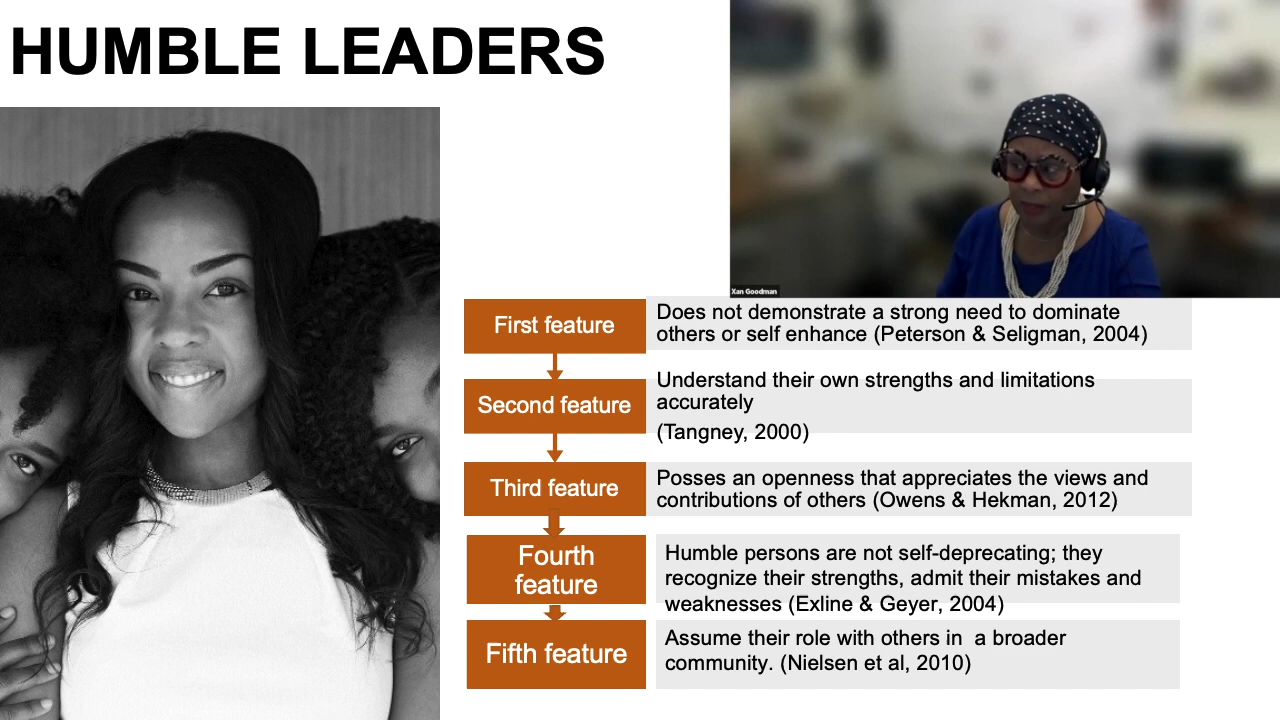 HUMBLE LEADERS
Xan Goodman
First feature
Does not demonstrate a strong need to dominate
others or self enhance (Peterson & Seligman, 2004)
Second feature
Understand their own strengths and limitations
accurately
(Tangney, 2000)
Third feature
Posses an openness that appreciates the views and
contributions of others (Owens & Hekman, 2012)
Fourth
feature
Humble persons are not self-deprecating; they
recognize their strengths, admit their mistakes and
weaknesses (Exline & Geyer, 2004)
Fifth feature
Assume their role with others in  a broader
community. (Nielsen et al, 2010)